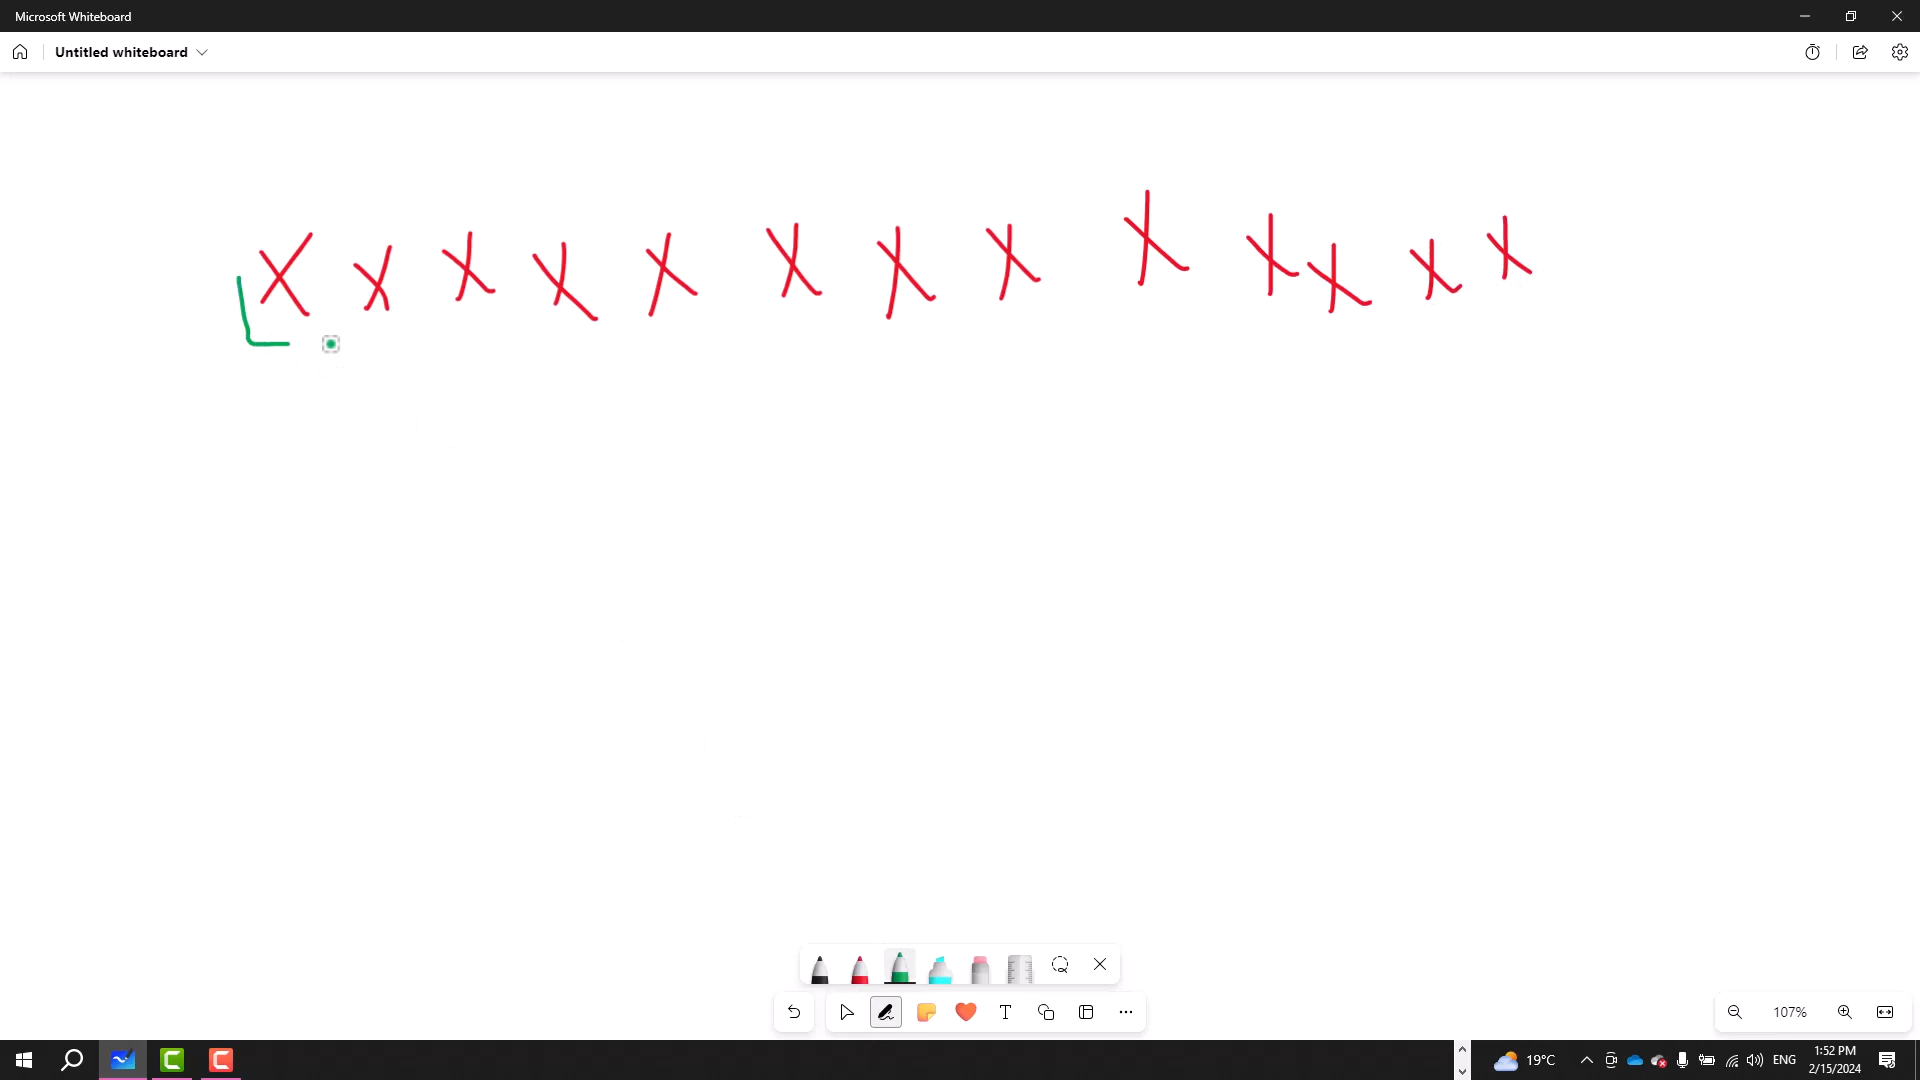 Microsoft Whiteboard
Untitled whiteboard
X X X X X X X X X X X X X
107%
19°C ENG 1:52 PM
2/15/2024